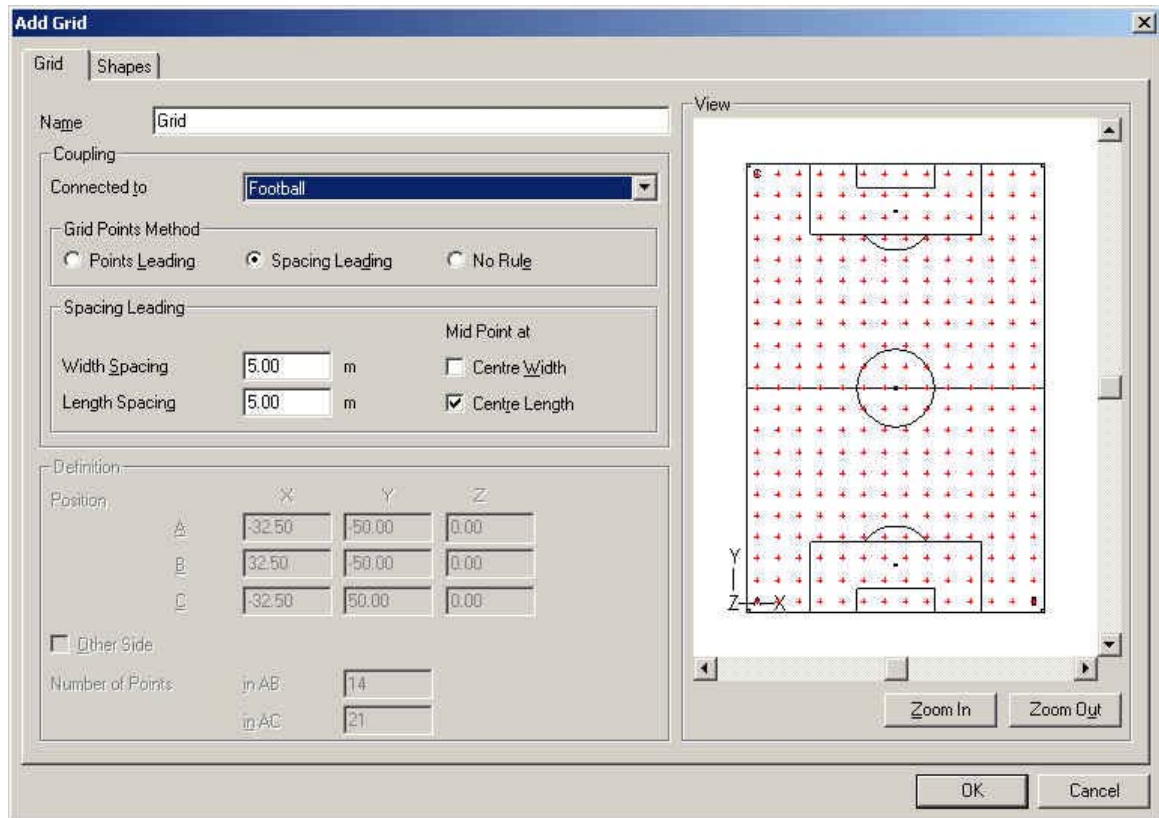 Add Grid
Grid Shapes
Name Grid
Coupling
Connected to Football
Grid Points Method
Points Leading Spacing Leading No Rule
Spacing Leading
Mid Point at
Width Spacing 5.00 m Centre Width
Length Spacing 5.00 m Centre Length
Definition
Position X Y Z
A -32.50 -50.00 0.00
B 32.50 -50.00 0.00
C -32.50 50.00 0.00
Other Side
Number of Points in AB 14
in AC 21
View
C
Y
Z X
Zoom In Zoom Out
OK Cancel